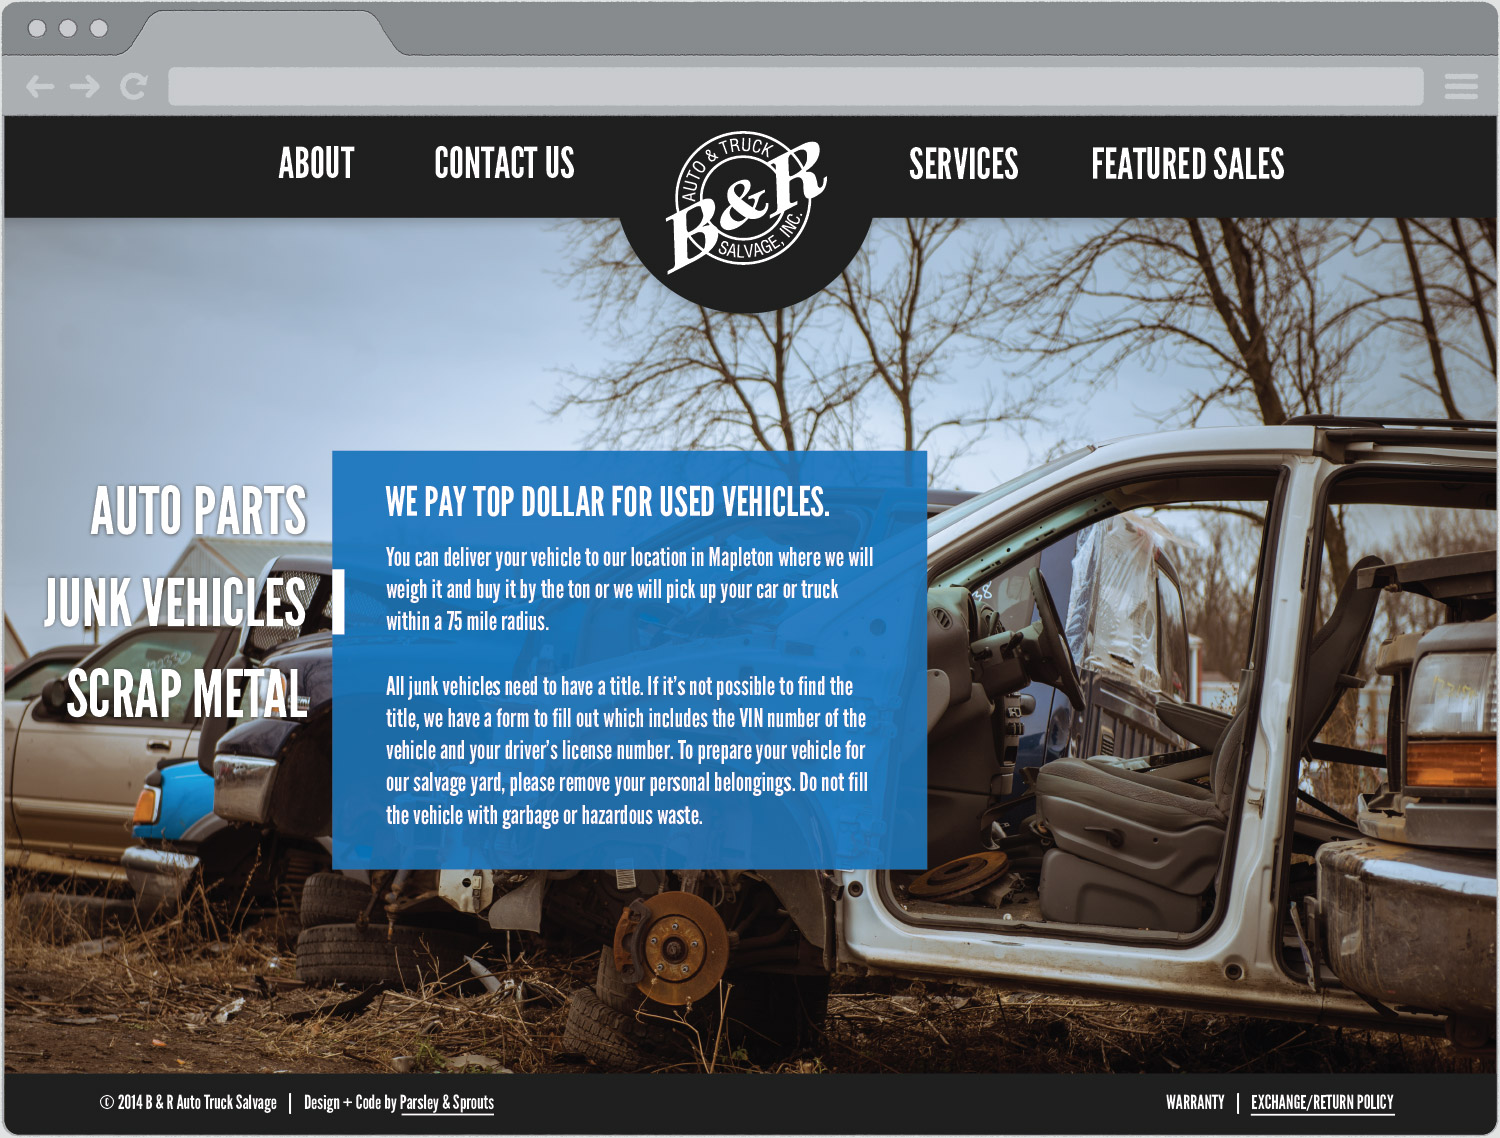 ABOUT
CONTACT US
AUTO & TRUCK
B&R
SALVAGE, INC.
SERVICES
FEATURED SALES
AUTO PARTS
JUNK VEHICLES
SCRAP METAL
WE PAY TOP DOLLAR FOR USED VEHICLES.
You can deliver your vehicle to our location in Mapleton where we will
weigh it and buy it by the ton or we will pick up your car or truck
within a 75 mile radius.
All junk vehicles need to have a title. If it's not possible to find the
title, we have a form to fill out which includes the VIN number of the
vehicle and your driver's license number. To prepare your vehicle for
our salvage yard, please remove your personal belongings. Do not fill
the vehicle with garbage or hazardous waste.
© 2014 B & R Auto Truck Salvage | Design + Code by Parsley & Sprouts
WARRANTY | EXCHANGE/RETURN POLICY